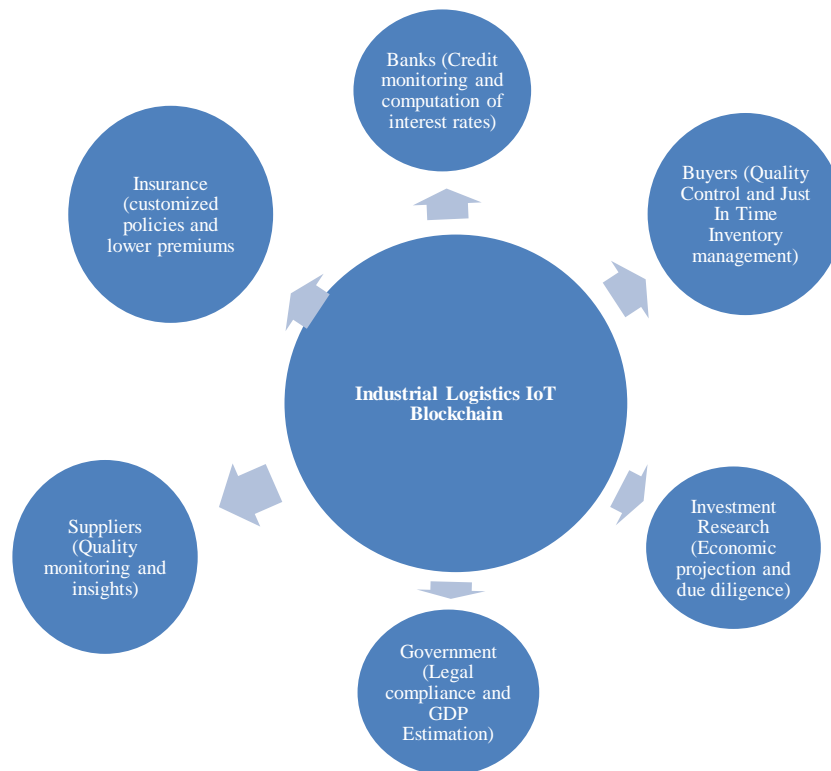 Banks (Credit
monitoring and
computation of
interest rates)
Buyers (Quality
Control and Just
In Time
Inventory
management)
Investment
Research
(Economic
projection and
due diligence)
Government
(Legal
compliance and
GDP
Estimation)
Suppliers
(Quality
monitoring and
insights)
Insurance
(customized
policies and
lower premiums
Industrial Logistics IoT
Blockchain